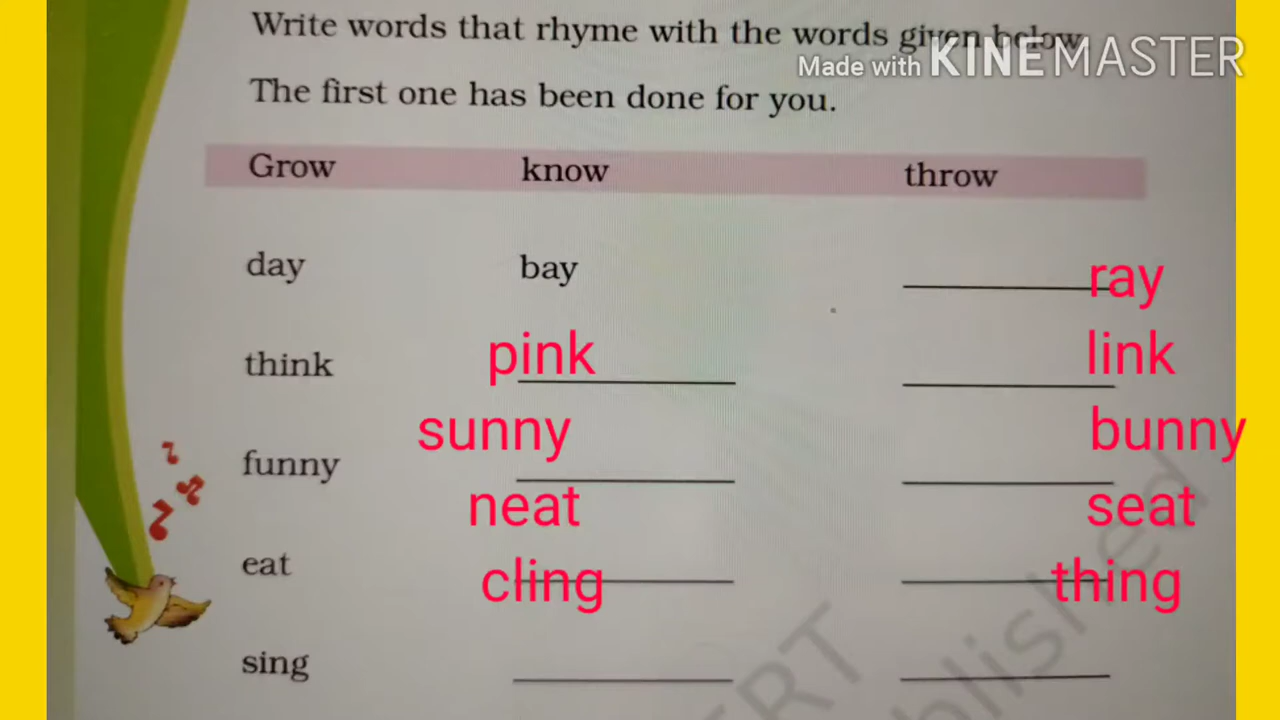 Write words that rhyme with the words given below
Made with KINEMASTER
The first one has been done for you.
Grow know throw
day bay ray
think pink link
sunny bunny
funny
neat seat
eat
cling thing
sing